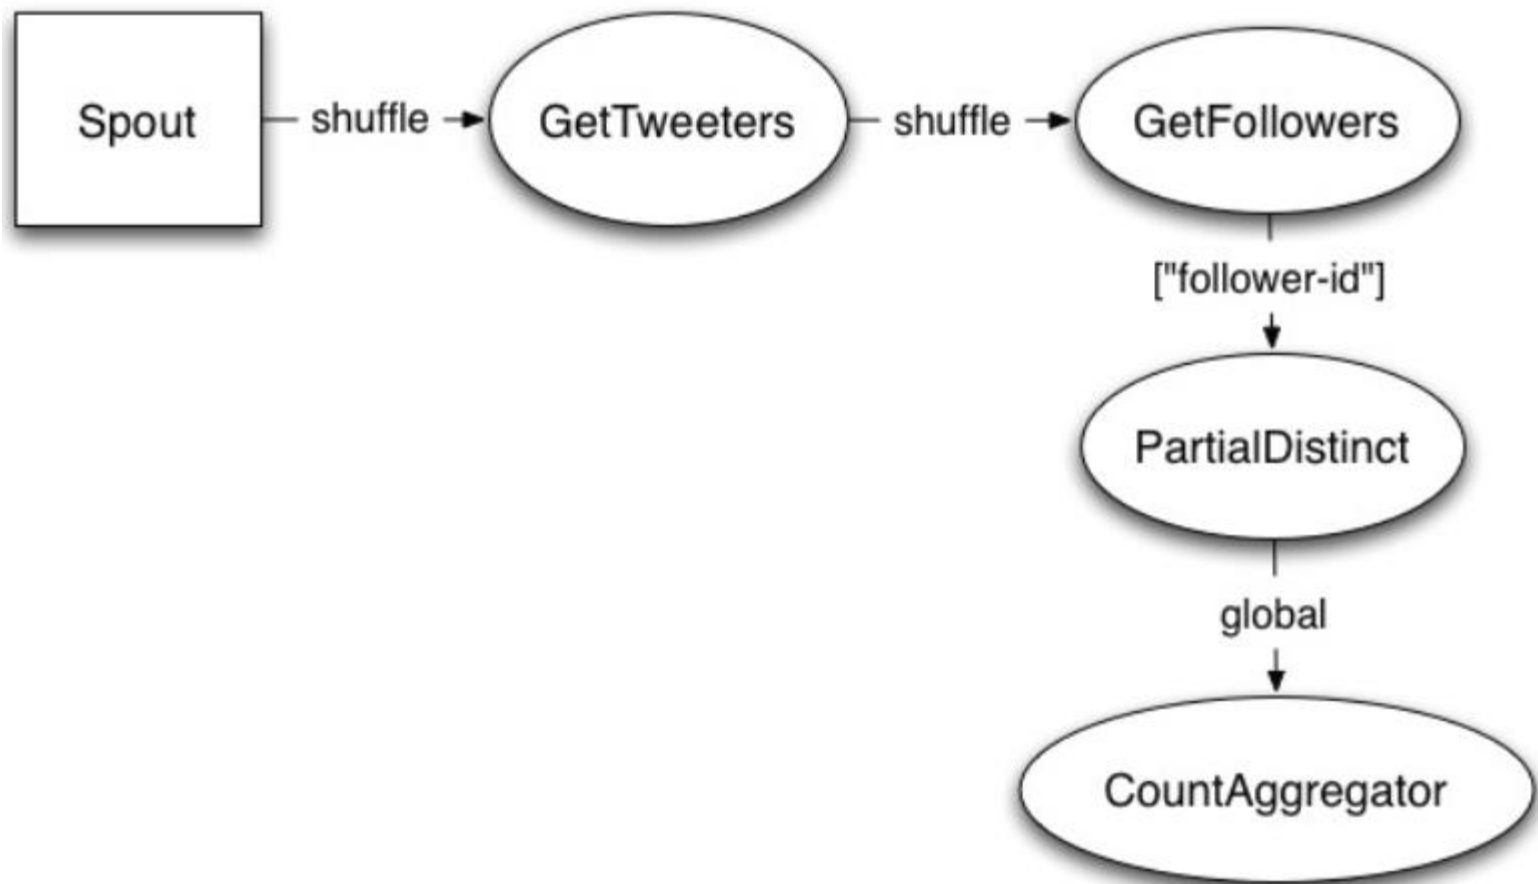 Spout
shuffle
GetTweeters
shuffle
GetFollowers
["follower-id"]
PartialDistinct
global
CountAggregator